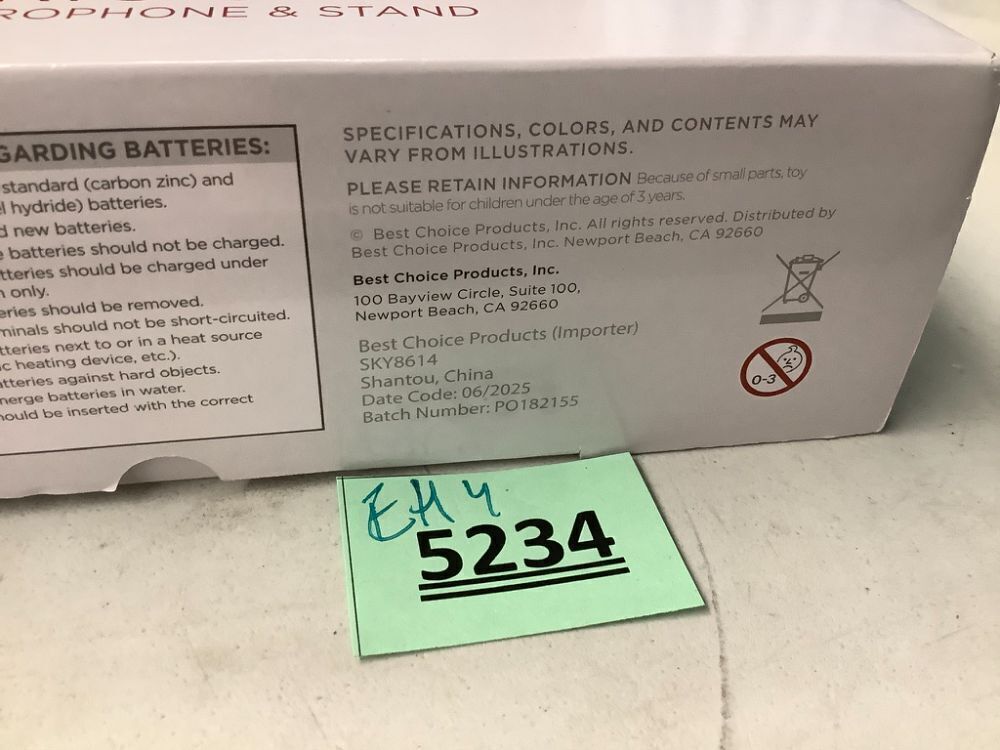 MICROPHONE & STAND
GARDING BATTERIES:
standard (carbon zinc) and
hydride) batteries.
new batteries.
batteries should not be charged.
tteries should be charged under
only.
eries should be removed.
minals should not be short-circuited.
tteries next to or in a heat source
c heating device, etc.).
atteries against hard objects.
merge batteries in water.
hould be inserted with the correct
SPECIFICATIONS, COLORS, AND CONTENTS MAY
VARY FROM ILLUSTRATIONS.
PLEASE RETAIN INFORMATION Because of small parts, toy
is not suitable for children under the age of 3 years.
© Best Choice Products, Inc. All rights reserved. Distributed by
Best Choice Products, Inc. Newport Beach, CA 92660
Best Choice Products, Inc.
100 Bayview Circle, Suite 100,
Newport Beach, CA 92660
Best Choice Products (Importer)
SKY8614
Shantou, China
Date Code: 06/2025
Batch Number: PO182155
0-3
EH 4
5234